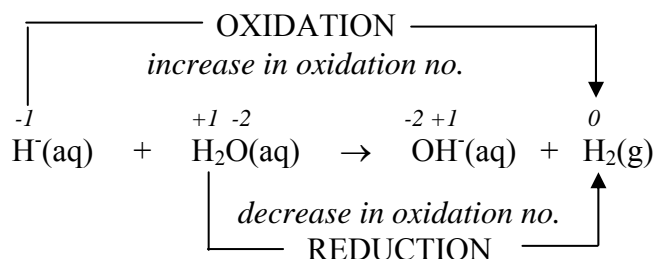 OXIDATION
increase in oxidation no.
-1 +1 -2 -2 +1 0
H⁻(aq) + H₂O(aq) → OH⁻(aq) + H₂(g)
decrease in oxidation no.
REDUCTION